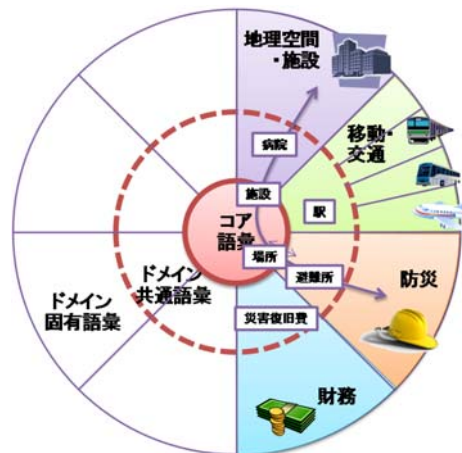 地理空間
・施設
移動・
交通
病院
施設
駅
コア
語彙
場所
避難所
防災
ドメイン
共通語彙
ドメイン
固有語彙
災害復旧費
財務